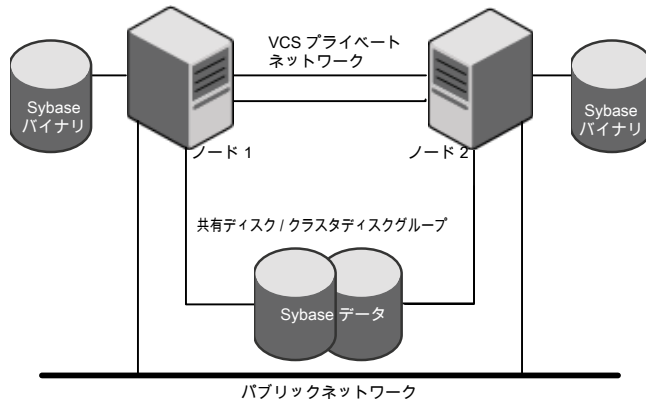 VCS プライベート
ネットワーク
Sybase
バイナリ
Sybase
バイナリ
ノード 1
ノード 2
共有ディスク / クラスタディスクグループ
Sybase データ
パブリックネットワーク